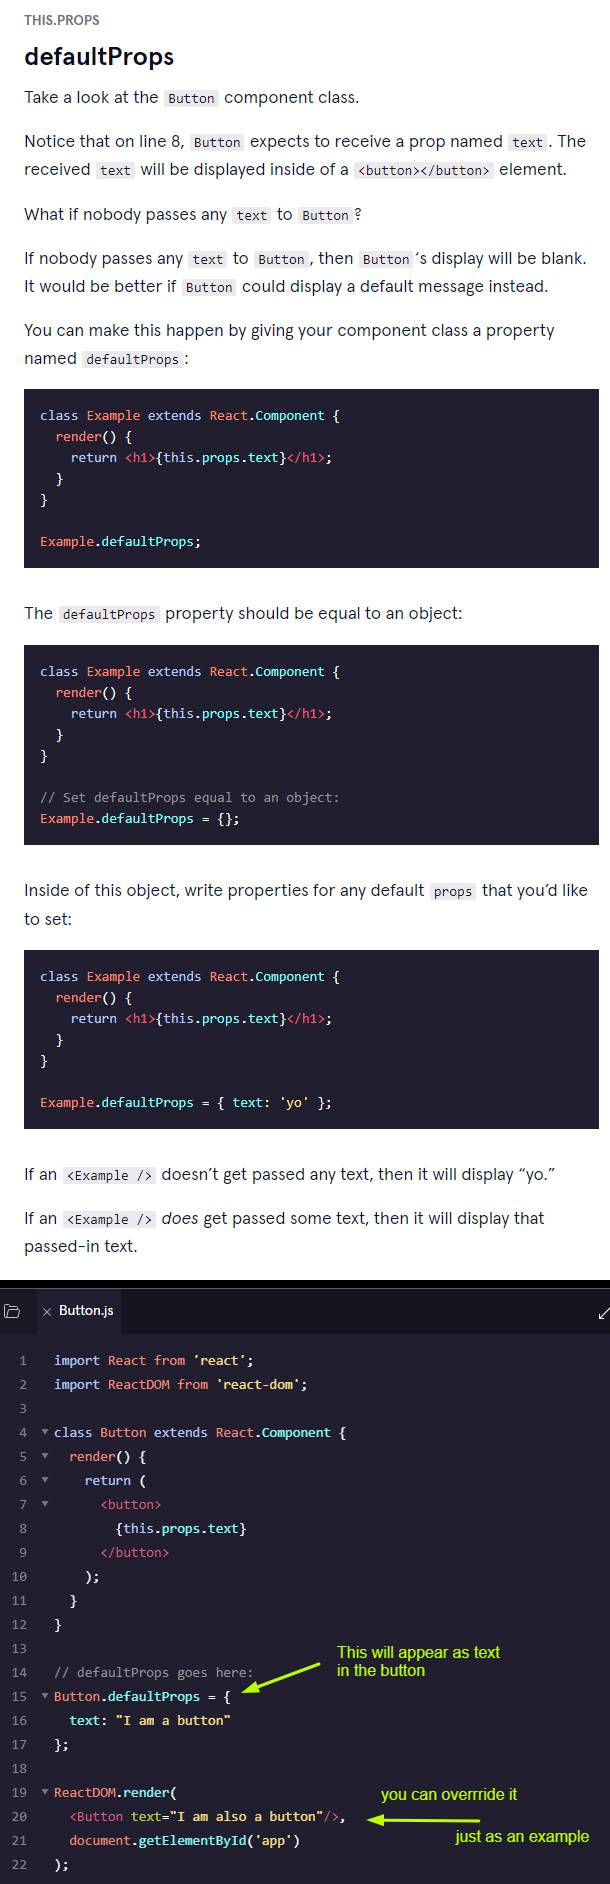 THIS.PROPS
defaultProps
Take a look at the Button component class.
Notice that on line 8, Button expects to receive a prop named text. The
received text will be displayed inside of a <button></button> element.
What if nobody passes any text to Button?
If nobody passes any text to Button, then Button's display will be blank.
It would be better if Button could display a default message instead.
You can make this happen by giving your component class a property
named defaultProps:
class Example extends React.Component {
  render() {
    return <h1>{this.props.text}</h1>;
  }
}
Example.defaultProps;
The defaultProps property should be equal to an object:
class Example extends React.Component {
  render() {
    return <h1>{this.props.text}</h1>;
  }
}
// Set defaultProps equal to an object:
Example.defaultProps = {};
Inside of this object, write properties for any default props that you’d like
to set:
class Example extends React.Component {
  render() {
    return <h1>{this.props.text}</h1>;
  }
}
Example.defaultProps = { text: 'yo' };
If an <Example /> doesn’t get passed any text, then it will display “yo.”
If an <Example /> does get passed some text, then it will display that
passed-in text.
× Button.js
1 import React from 'react';
2 import ReactDOM from 'react-dom';
3
4 class Button extends React.Component {
5   render() {
6     return (
7       <button>
8         {this.props.text}
9       </button>
10     );
11   }
12 }
13
This will appear as text
in the button
14 // defaultProps goes here:
15 Button.defaultProps = {
16   text: "I am a button"
17 };
18
19 ReactDOM.render(
you can overrride it
20   <Button text="I am also a button"/>,
just as an example
21   document.getElementById('app')
22 );